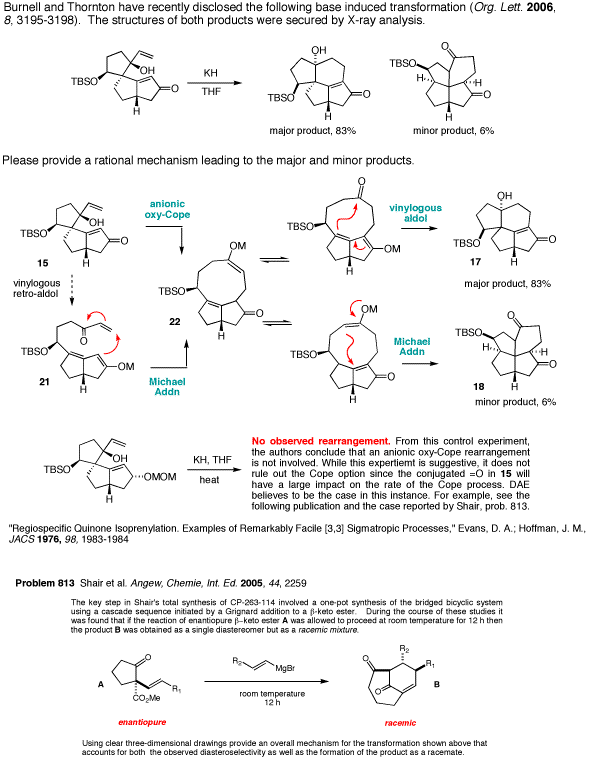 Burnell and Thornton have recently disclosed the following base induced transformation (Org. Lett. 2006,
8, 3195-3198). The structures of both products were secured by X-ray analysis.
OH
TBSO
O
H
KH
THF
OH
TBSO
O
H
major product, 83%
O
TBSO
H
H
O
H
minor product, 6%
Please provide a rational mechanism leading to the major and minor products.
OH
TBSO
O
H
15
anionic
oxy-Cope
vinylogous
retro-aldol
O
TBSO
OM
H
21
Michael
Addn
OM
TBSO
O
H
22
O
TBSO
OM
H
vinylogous
aldol
OH
TBSO
O
H
17
major product, 83%
OM
TBSO
O
H
Michael
Addn
O
TBSO
H
H
O
H
18
minor product, 6%
OH
TBSO
OMOM
H
KH, THF
heat
No observed rearrangement. From this control experiment,
the authors conclude that an anionic oxy-Cope rearrangement
is not involved. While this expertiemt is suggestive, it does not
rule out the Cope option since the conjugated =O in 15 will
have a large impact on the rate of the Cope process. DAE
believes to be the case in this instance. For example, see the
following publication and the case reported by Shair, prob. 813.
"Regiospecific Quinone Isoprenylation. Examples of Remarkably Facile [3,3] Sigmatropic Processes," Evans, D. A.; Hoffman, J. M.,
JACS 1976, 98, 1983-1984
Problem 813 Shair et al. Angew, Chemie, Int. Ed. 2005, 44, 2259
The key step in Shair's total synthesis of CP-263-114 involved a one-pot synthesis of the bridged bicyclic system
using a cascade sequence initiated by a Grignard addition to a β-keto ester. During the course of these studies it
was found that if the reaction of enantiopure β-keto ester A was allowed to proceed at room temperature for 12 h then
the product B was obtained as a single diastereomer but as a racemic mixture.
A
O
R1
CO2Me
enantiopure
R2
MgBr
room temperature
12 h
R2
O
R1
O
B
racemic
Using clear three-dimensional drawings provide an overall mechanism for the transformation shown above that
accounts for both the observed diasteroselectivity as well as the formation of the product as a racemate.